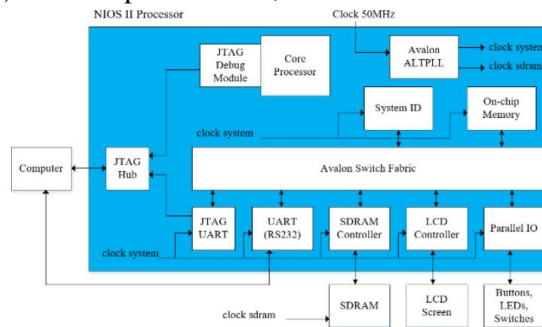 NIOS II Processor
Clock 50MHz
JTAG
Debug
Module
Core
Processor
Avalon
ALTPLL
clock system
clock sdram
System ID
On-chip
Memory
clock system
Computer
JTAG
Hub
Avalon Switch Fabric
JTAG
UART
UART
(RS232)
SDRAM
Controller
LCD
Controller
Parallel IO
clock system
clock sdram
SDRAM
LCD
Screen
Buttons,
LEDs,
Switches